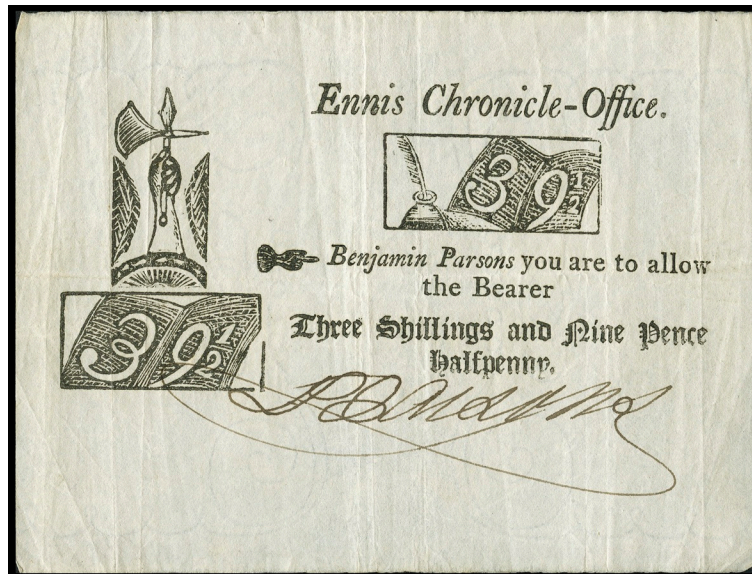 Ennis Chronicle-Office.
3 9½
Benjamin Parsons you are to allow
the Bearer
3 9½
Three Shillings and Nine Pence
Halfpenny.